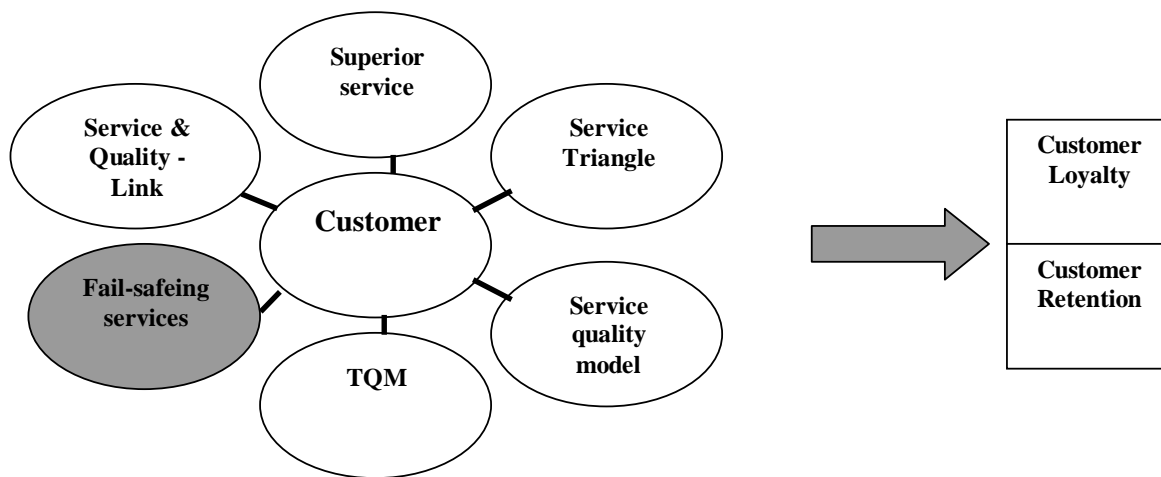 Superior
service
Service &
Quality -
Link
Service
Triangle
Customer
Fail-safeing
services
Service
quality
model
TQM
Customer
Loyalty
Customer
Retention